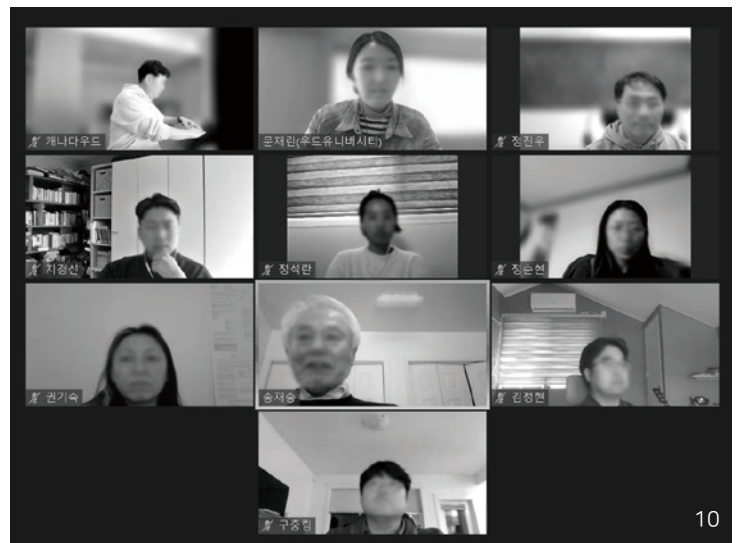 캐나다우드
문재린(우드유니버시티)
정진우
지경선
정석란
정순현
권기숙
송재승
김정현
구중림
10